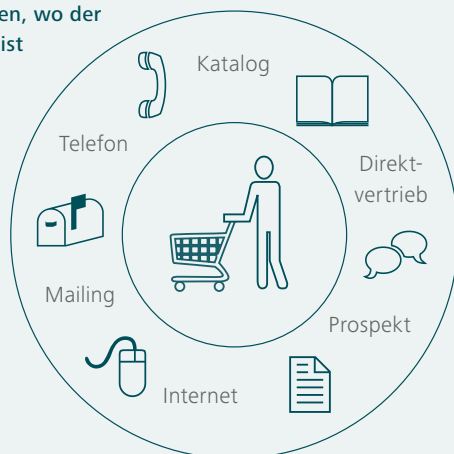 en, wo der
ist
Katalog
Telefon
Direkt-
vertrieb
Mailing
Prospekt
Internet